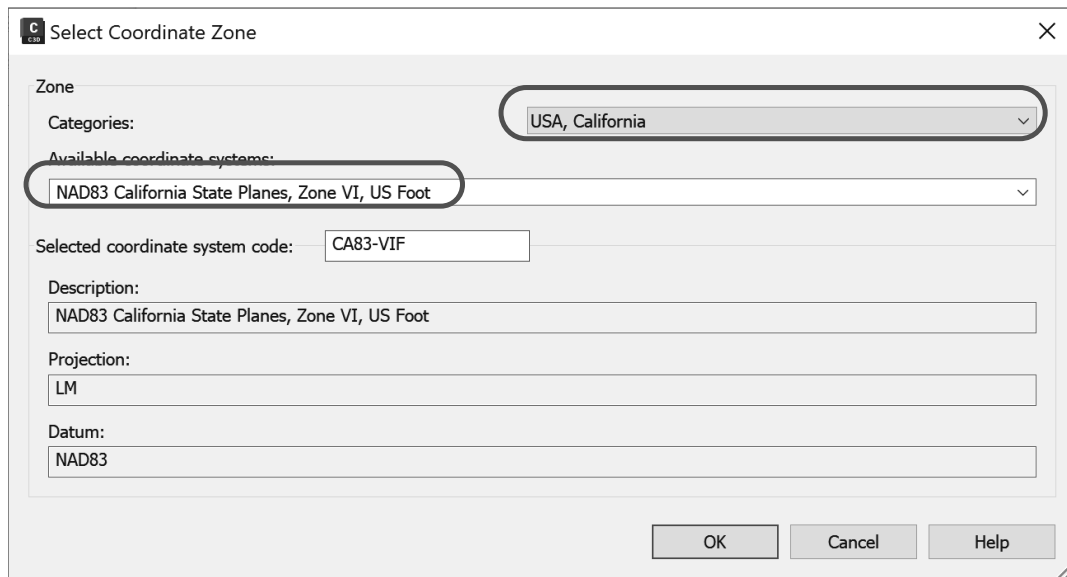 C
C3D
Select Coordinate Zone
Zone
Categories:
USA, California
Available coordinate systems:
NAD83 California State Planes, Zone VI, US Foot
Selected coordinate system code:
CA83-VIF
Description:
NAD83 California State Planes, Zone VI, US Foot
Projection:
LM
Datum:
NAD83
OK
Cancel
Help